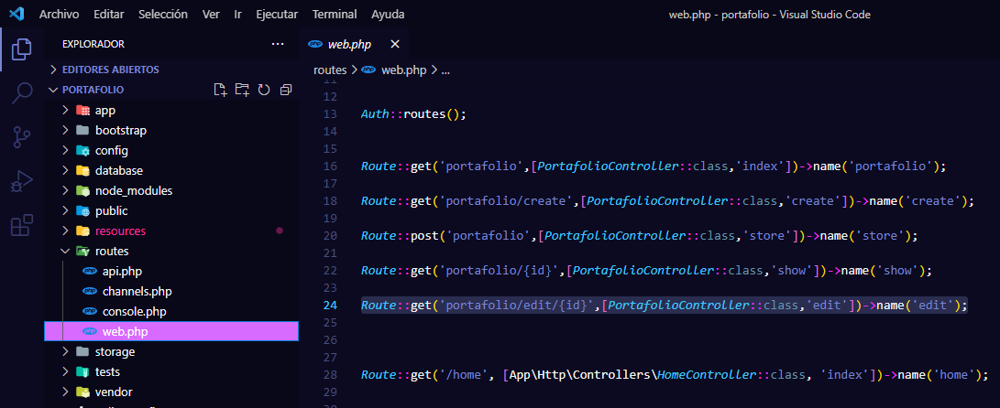 Archivo Editar Selección Ver Ir Ejecutar Terminal Ayuda web.php - portafolio - Visual Studio Code
EXPLORADOR ...
EDITORES ABIERTOS
PORTAFOLIO
app
bootstrap
config
database
node_modules
public
resources
routes
api.php
channels.php
console.php
web.php
storage
tests
vendor
web.php
routes > web.php > ...
11
12
13 Auth::routes();
14
15
16 Route::get('portafolio',[PortafolioController::class,'index'])->name('portafolio');
17
18 Route::get('portafolio/create',[PortafolioController::class,'create'])->name('create');
19
20 Route::post('portafolio',[PortafolioController::class,'store'])->name('store');
21
22 Route::get('portafolio/{id}',[PortafolioController::class,'show'])->name('show');
23
24 Route::get('portafolio/edit/{id}',[PortafolioController::class,'edit'])->name('edit');
25
26
27
28 Route::get('/home', [App\Http\Controllers\HomeController::class, 'index'])->name('home');
29